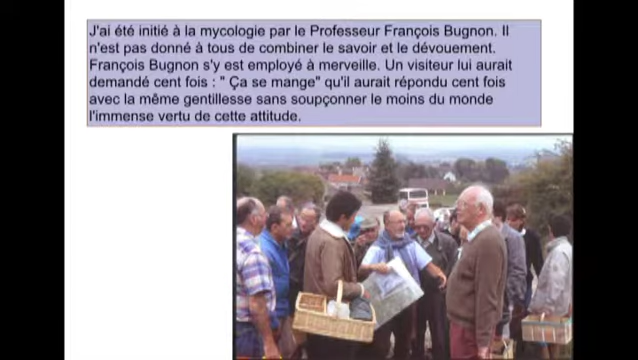 J'ai été initié à la mycologie par le Professeur François Bugnon. Il
n'est pas donné à tous de combiner le savoir et le dévouement.
François Bugnon s'y est employé à merveille. Un visiteur lui aurait
demandé cent fois : " Ça se mange" qu'il aurait répondu cent fois
avec la même gentillesse sans soupçonner le moins du monde
l'immense vertu de cette attitude.